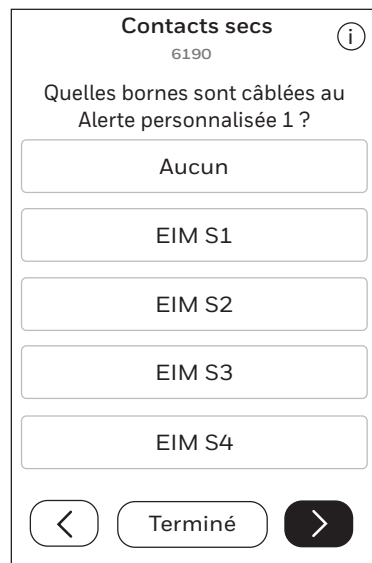 Contacts secs
6190
Quelles bornes sont câblées au
Alerte personnalisée 1 ?
Aucun
EIM S1
EIM S2
EIM S3
EIM S4
Terminé